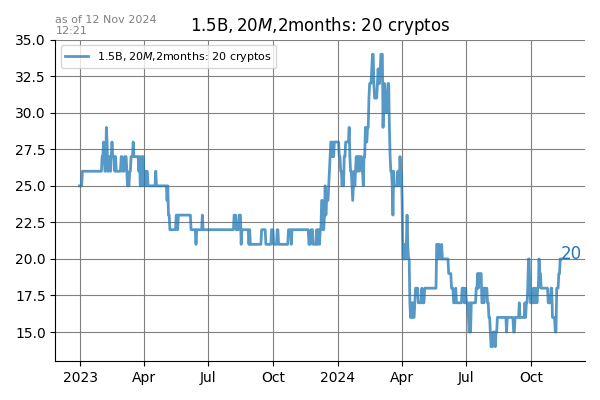 as of 12 Nov 2024
12:21
1.5B, 20M,2months: 20 cryptos
1.5B, 20M,2months: 20 cryptos
35.0
32.5
30.0
27.5
25.0
22.5
20.0
17.5
15.0
20
2023 Apr Jul Oct 2024 Apr Jul Oct